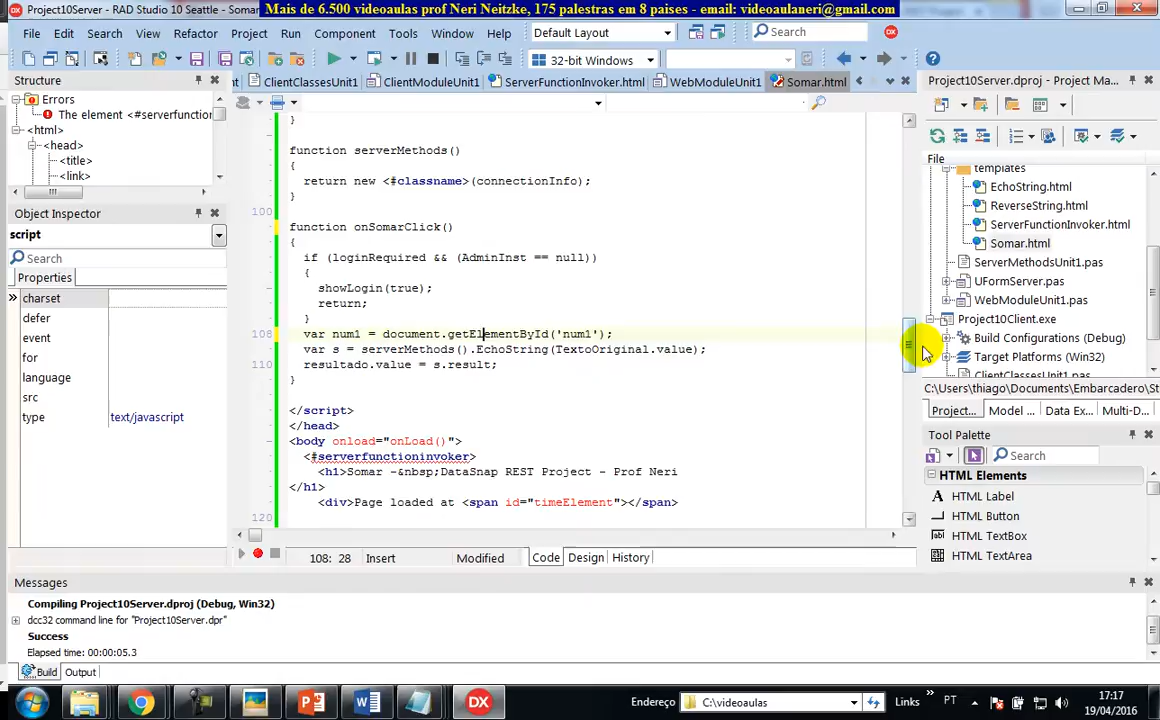 Project10Server - RAD Studio 10 Seattle - Somar
Mais de 6.500 videoaulas prof Neri Neitzke, 175 palestras em 8 paises - email: videoaulaneri@gmail.com
File Edit Search View Refactor Project Run Component Tools Window Help
Default Layout
Search
32-bit Windows
Structure
Errors
The element <#serverfunction
<html>
<head>
<title>
<link>
Object Inspector
script
Search
Properties
charset
defer
event
for
language
src
type text/javascript
ClientClassesUnit1 ClientModuleUnit1 ServerFunctionInvoker.html WebModuleUnit1 Somar.html
}
function serverMethods()
{
return new <#classname>(connectionInfo);
}
100
function onSomarClick()
{
if (loginRequired && (AdminInst == null))
{
showLogin(true);
return;
}
108 var num1 = document.getElementById('num1');
var s = serverMethods().EchoString(TextoOriginal.value);
110 resultado.value = s.result;
}
</script>
</head>
<body onload="onLoad()">
<#serverfunctioninvoker>
<h1>Somar -&nbsp;DataSnap REST Project - Prof Neri
</h1>
<div>Page loaded at <span id="timeElement"></span>
120
108: 28 Insert Modified Code Design History
Project10Server.dproj - Project Ma...
File
templates
EchoString.html
ReverseString.html
ServerFunctionInvoker.html
Somar.html
ServerMethodsUnit1.pas
UFormServer.pas
WebModuleUnit1.pas
Project10Client.exe
Build Configurations (Debug)
Target Platforms (Win32)
ClientClassesUnit1.pas
C:\Users\thiago\Documents\Embarcadero\St
Project... Model ... Data Ex... Multi-D...
Tool Palette
Search
HTML Elements
HTML Label
HTML Button
HTML TextBox
HTML TextArea
Messages
Compiling Project10Server.dproj (Debug, Win32)
dcc32 command line for "Project10Server.dpr"
Success
Elapsed time: 00:00:05.3
Build Output
Endereço C:\videoaulas Links PT
17:17
19/04/2016